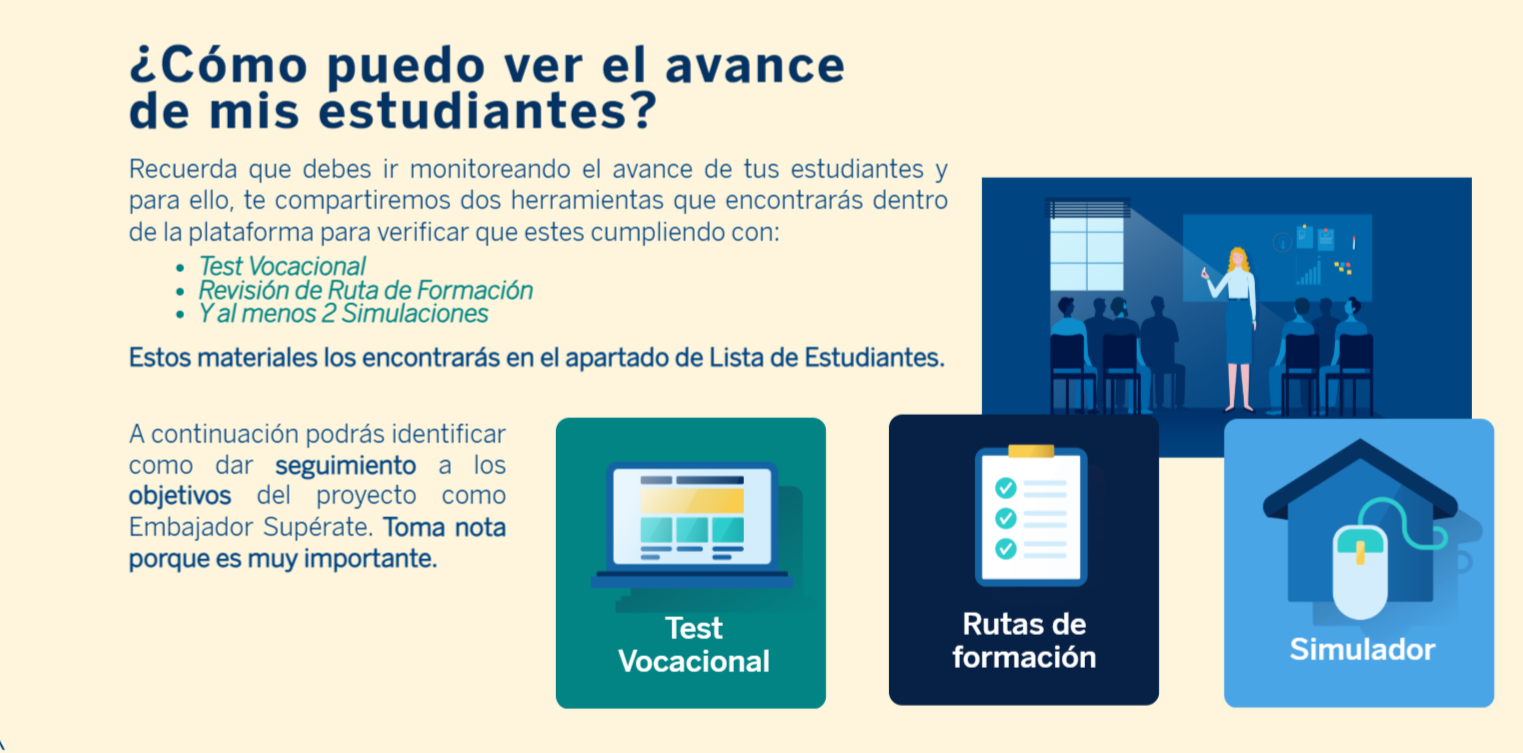 ¿Cómo puedo ver el avance
de mis estudiantes?
Recuerda que debes ir monitoreando el avance de tus estudiantes y
para ello, te compartiremos dos herramientas que encontrarás dentro
de la plataforma para verificar que estes cumpliendo con:
• Test Vocacional
• Revisión de Ruta de Formación
• Y al menos 2 Simulaciones
Estos materiales los encontrarás en el apartado de Lista de Estudiantes.
A continuación podrás identificar
como dar seguimiento a los
objetivos del proyecto como
Embajador Supérate. Toma nota
porque es muy importante.
Test
Vocacional
Rutas de
formación
Simulador